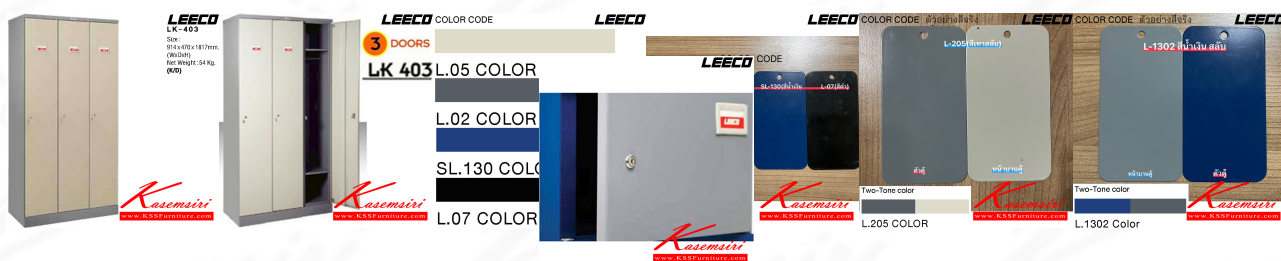 LEECO
LK-403
Size :
914 x 470 x 1817mm.
(WxDxH)
Net Weight : 54 Kg.
(K/D)
Kasemsiri
www.KSSFurniture.com
LEECO
3 DOORS
LK 403
Kasemsiri
www.KSSFurniture.com
COLOR CODE
LEECO
L.05 COLOR
L.02 COLOR
SL.130 COLO
L.07 COLOR
LEECO
Kasemsiri
www.KSSFurniture.com
LEECO
CODE
SL-130(สีน้ำเงิน
L-07(สีดำ)
Kasemsiri
www.KSSFurniture.com
COLOR CODE ตัวอย่างสีจริง
LEECO
L-205(สีเทาสลับ)
ตัวตู้
หน้าบานตู้
Two-Tone color
L.205 COLOR
Kasemsiri
www.KSSFurniture.com
COLOR CODE ตัวอย่างสีจริง
LEECO
L-1302 สีน้ำเงิน สลับ
หน้าบานตู้
ตัวตู้
Two-Tone color
L.1302 Color
Kasemsiri
www.KSSFurniture.com